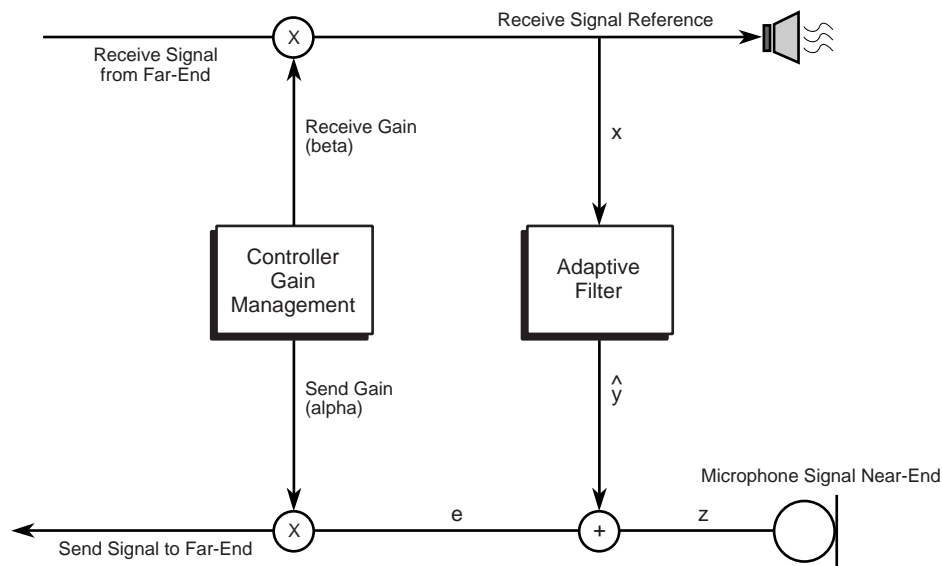 Receive Signal Reference
X
Receive Signal
from Far-End
Receive Gain
(beta)
x
Controller
Gain
Management
Adaptive
Filter
Send Gain
(alpha)
^
y
Microphone Signal Near-End
X
e
+
z
Send Signal to Far-End